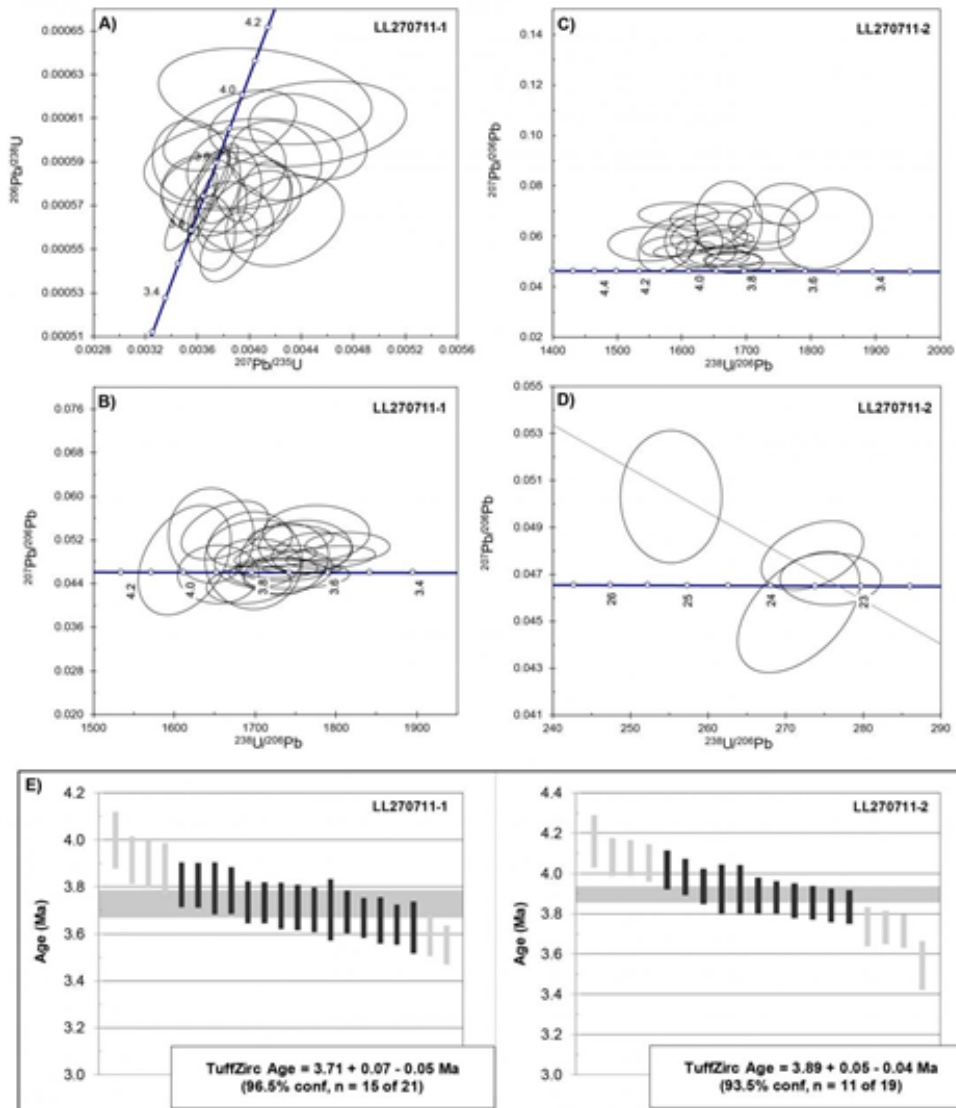 A) LL270711-1
0.00065
0.00063
0.00061
0.00059
0.00057
0.00055
0.00053
0.00051
206Pb/238U
4.2
4.0
3.8
3.4
0.0028 0.0032 0.0036 0.0040 0.0044 0.0048 0.0052 0.0056
207Pb/235U
C) LL270711-2
0.14
0.12
0.10
0.08
0.06
0.04
0.02
207Pb/206Pb
4.4 4.2 4.0 3.8 3.6 3.4
1400 1500 1600 1700 1800 1900 2000
238U/206Pb
B) LL270711-1
0.076
0.068
0.060
0.052
0.044
0.036
0.028
0.020
207Pb/206Pb
4.2 4.0 3.8 3.6 3.4
1500 1600 1700 1800 1900
238U/206Pb
D) LL270711-2
0.055
0.053
0.051
0.049
0.047
0.045
0.043
0.041
207Pb/206Pb
26 25 24 23
240 250 260 270 280 290
238U/206Pb
E)
LL270711-1
4.2
4.0
3.8
3.6
3.4
3.2
3.0
Age (Ma)
TuffZirc Age = 3.71 + 0.07 - 0.05 Ma
(96.5% conf, n = 15 of 21)
LL270711-2
4.4
4.2
4.0
3.8
3.6
3.4
3.2
3.0
Age (Ma)
TuffZirc Age = 3.89 + 0.05 - 0.04 Ma
(93.5% conf, n = 11 of 19)